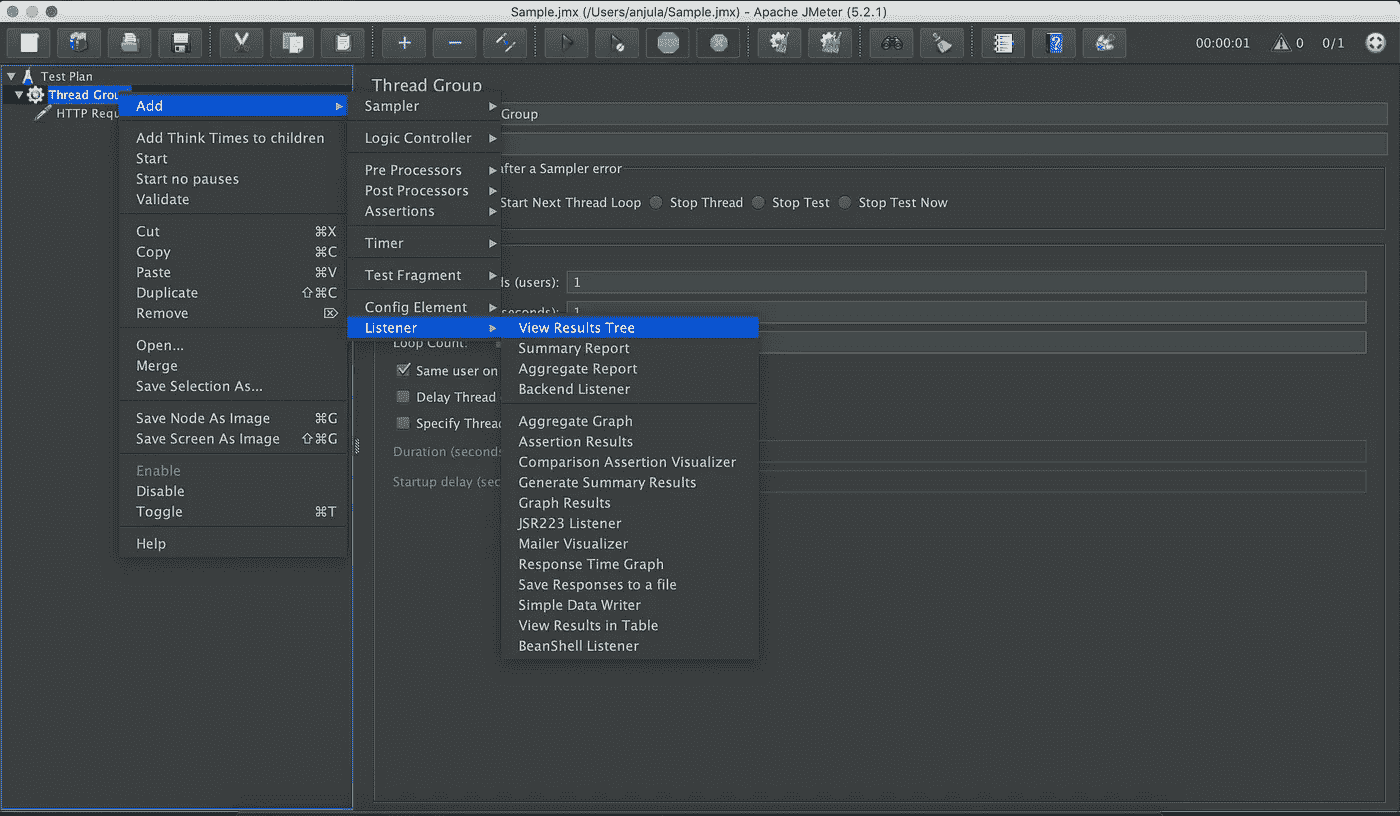 Sample.jmx (/Users/anjula/Sample.jmx) - Apache JMeter (5.2.1)
00:00:01 0 0/1
Test Plan
Thread Grou
HTTP Requ
Add
Add Think Times to children
Start
Start no pauses
Validate
Cut ⌘X
Copy ⌘C
Paste ⌘V
Duplicate ⇧⌘C
Remove ⌦
Open...
Merge
Save Selection As...
Save Node As Image ⌘G
Save Screen As Image ⇧⌘G
Enable
Disable
Toggle ⌘T
Help
Sampler
Logic Controller
Pre Processors
Post Processors
Assertions
Timer
Test Fragment
Config Element
Listener
View Results Tree
Summary Report
Aggregate Report
Backend Listener
Aggregate Graph
Assertion Results
Comparison Assertion Visualizer
Generate Summary Results
Graph Results
JSR223 Listener
Mailer Visualizer
Response Time Graph
Save Responses to a file
Simple Data Writer
View Results in Table
BeanShell Listener
Thread Group
Group
after a Sampler error
Start Next Thread Loop Stop Thread Stop Test Stop Test Now
ds (users): 1
seconds): 1
Loop Count:
Same user on
Delay Thread
Specify Threa
Duration (seconds
Startup delay (sec